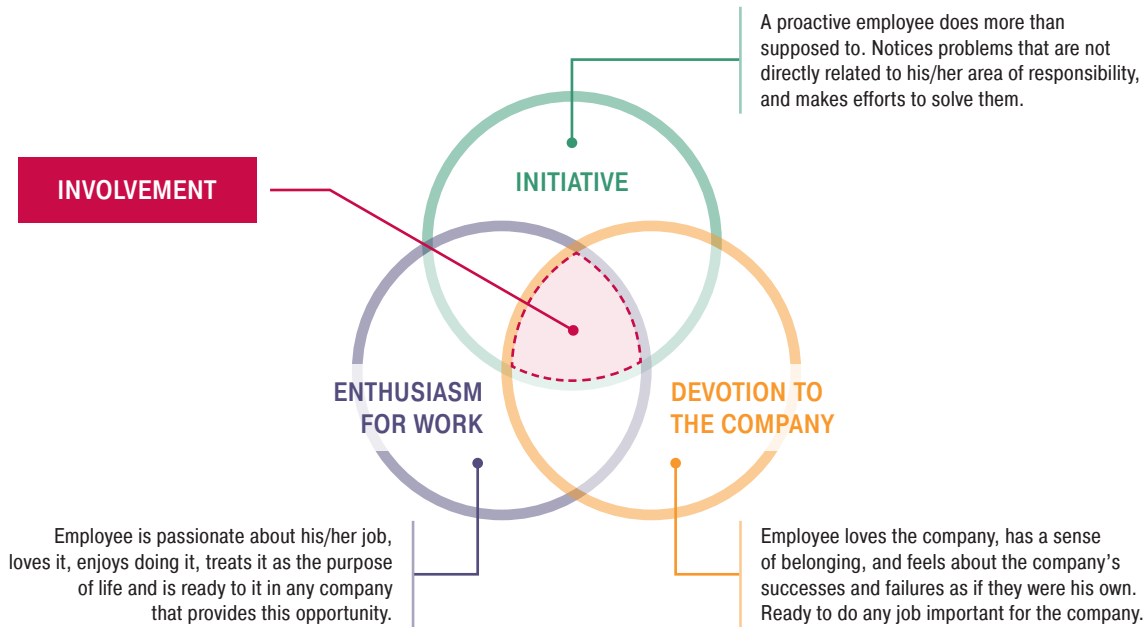 A proactive employee does more than
supposed to. Notices problems that are not
directly related to his/her area of responsibility,
and makes efforts to solve them.
INVOLVEMENT
INITIATIVE
ENTHUSIASM
FOR WORK
DEVOTION TO
THE COMPANY
Employee is passionate about his/her job,
loves it, enjoys doing it, treats it as the purpose
of life and is ready to it in any company
that provides this opportunity.
Employee loves the company, has a sense
of belonging, and feels about the company’s
successes and failures as if they were his own.
Ready to do any job important for the company.